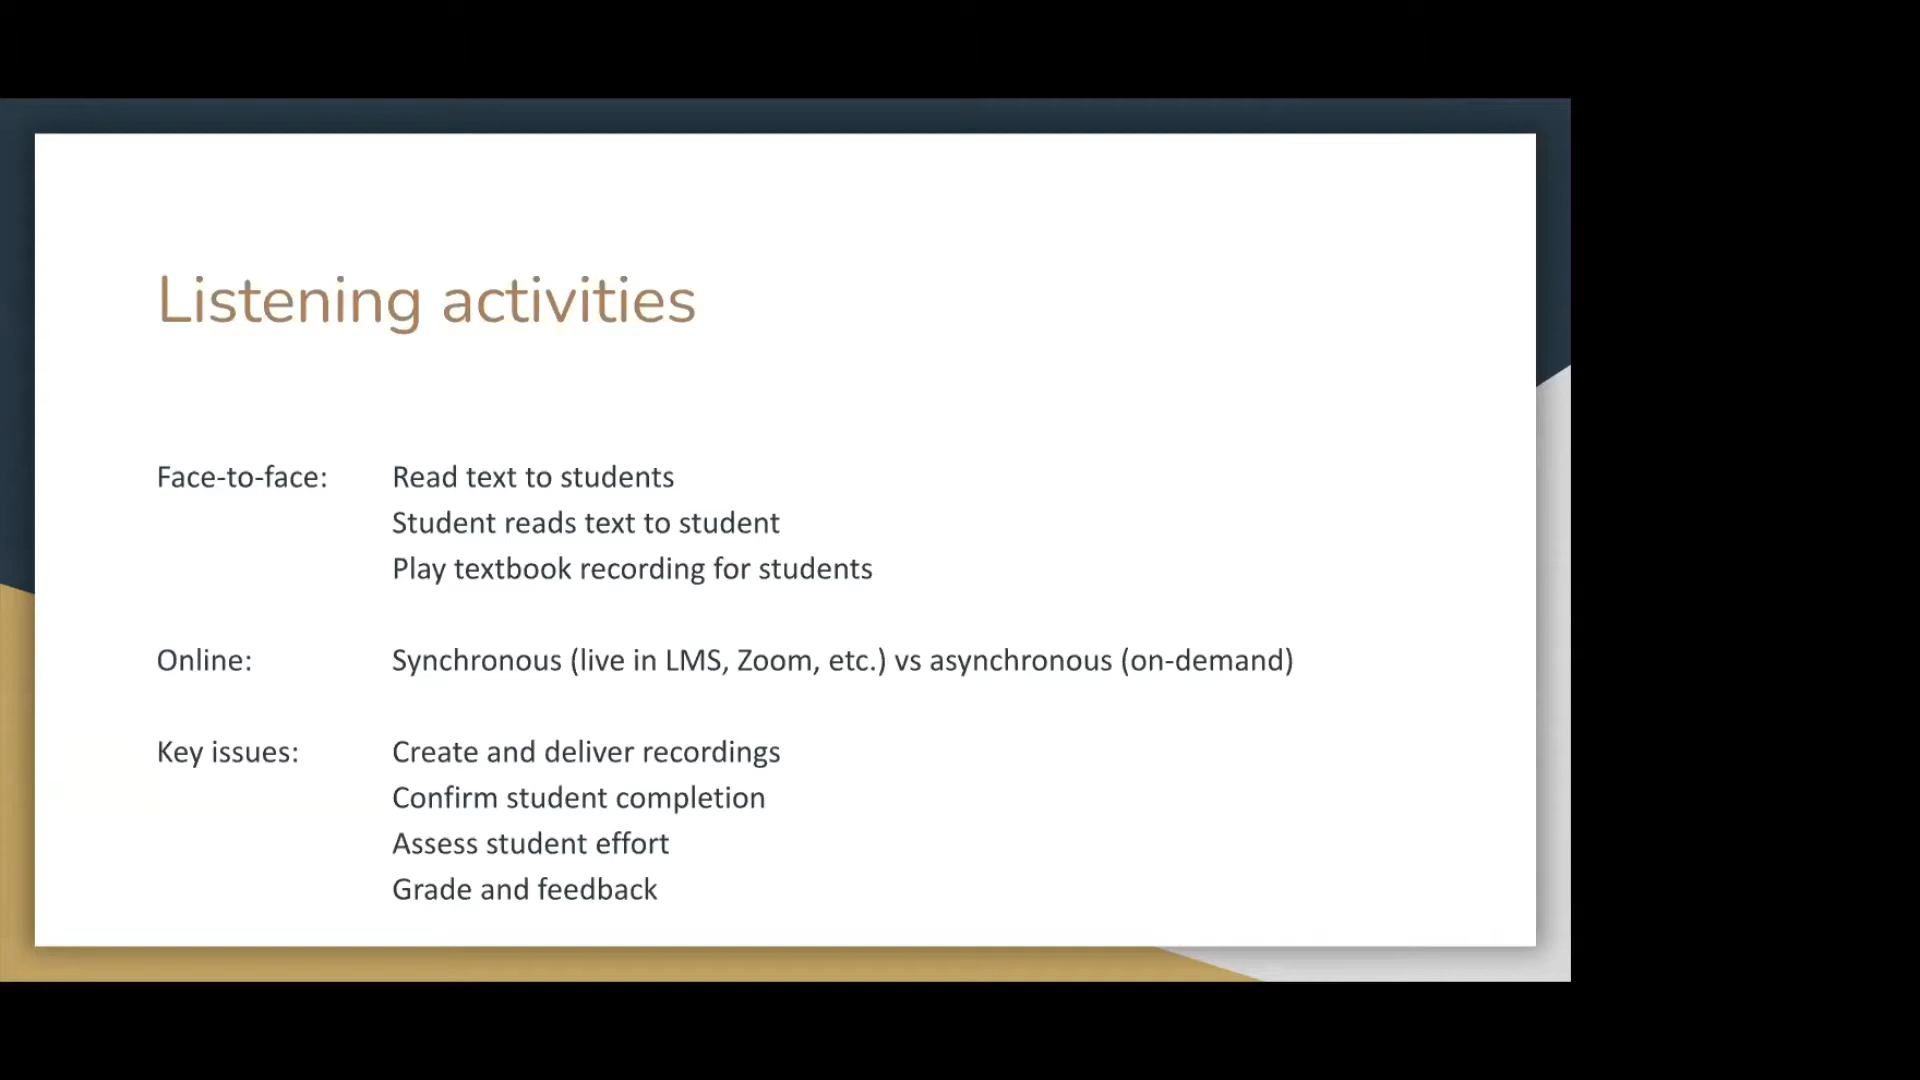 Listening activities
Face-to-face: Read text to students
Student reads text to student
Play textbook recording for students
Online: Synchronous (live in LMS, Zoom, etc.) vs asynchronous (on-demand)
Key issues: Create and deliver recordings
Confirm student completion
Assess student effort
Grade and feedback